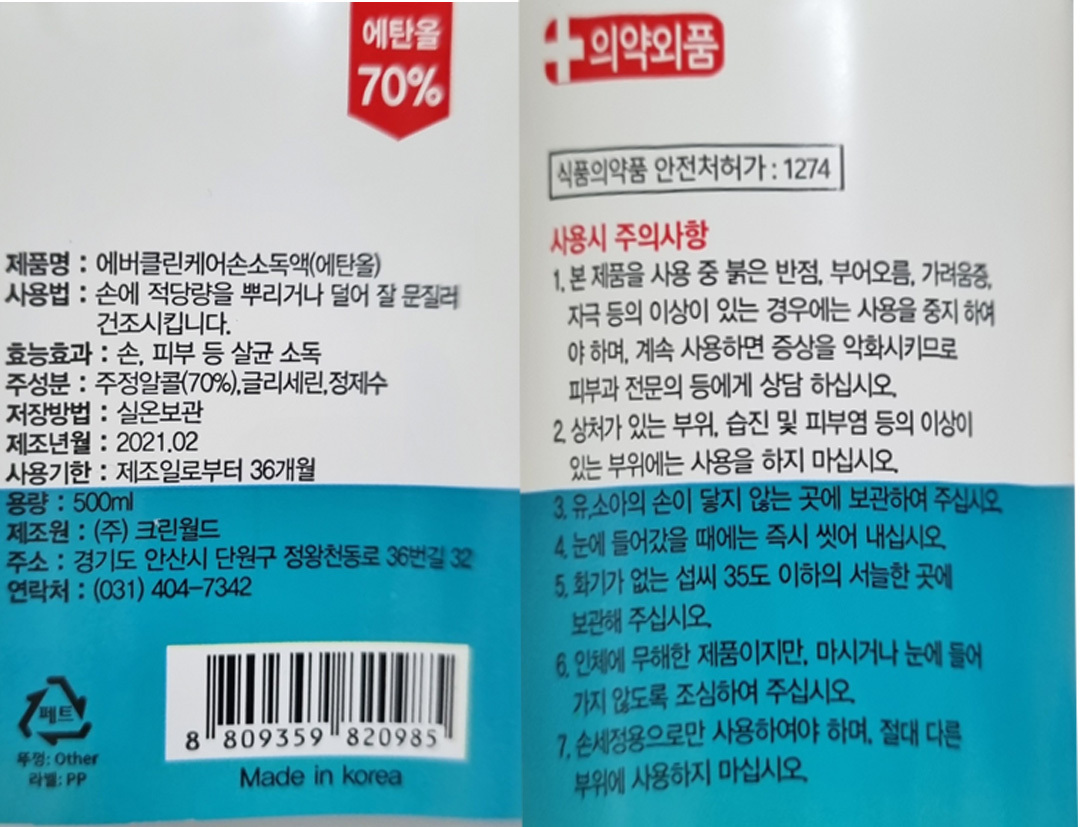 에탄올
70%
제품명 : 에버클린케어손소독액(에탄올)
사용법 : 손에 적당량을 뿌리거나 덜어 잘 문질러
건조시킵니다.
효능효과 : 손, 피부 등 살균 소독
주성분 : 주정알콜(70%),글리세린,정제수
저장방법 : 실온보관
제조년월 : 2021.02
사용기한 : 제조일로부터 36개월
용량 : 500ml
제조원 : (주) 크린월드
주소 : 경기도 안산시 단원구 정왕천동로 36번길 32
연락처 : (031) 404-7342
페트
뚜껑: Other
라벨: PP
8 809359 820985
Made in korea
의약외품
식품의약품 안전처허가 : 1274
사용시 주의사항
1. 본 제품을 사용 중 붉은 반점, 부어오름, 가려움증,
자극 등의 이상이 있는 경우에는 사용을 중지 하여
야 하며, 계속 사용하면 증상을 악화시키므로
피부과 전문의 등에게 상담 하십시오.
2. 상처가 있는 부위, 습진 및 피부염 등의 이상이
있는 부위에는 사용을 하지 마십시오.
3. 유,소아의 손이 닿지 않는 곳에 보관하여 주십시오.
4. 눈에 들어갔을 때에는 즉시 씻어 내십시오.
5. 화기가 없는 섭씨 35도 이하의 서늘한 곳에
보관해 주십시오.
6. 인체에 무해한 제품이지만, 마시거나 눈에 들어
가지 않도록 조심하여 주십시오.
7. 손세정용으로만 사용하여야 하며, 절대 다른
부위에 사용하지 마십시오.